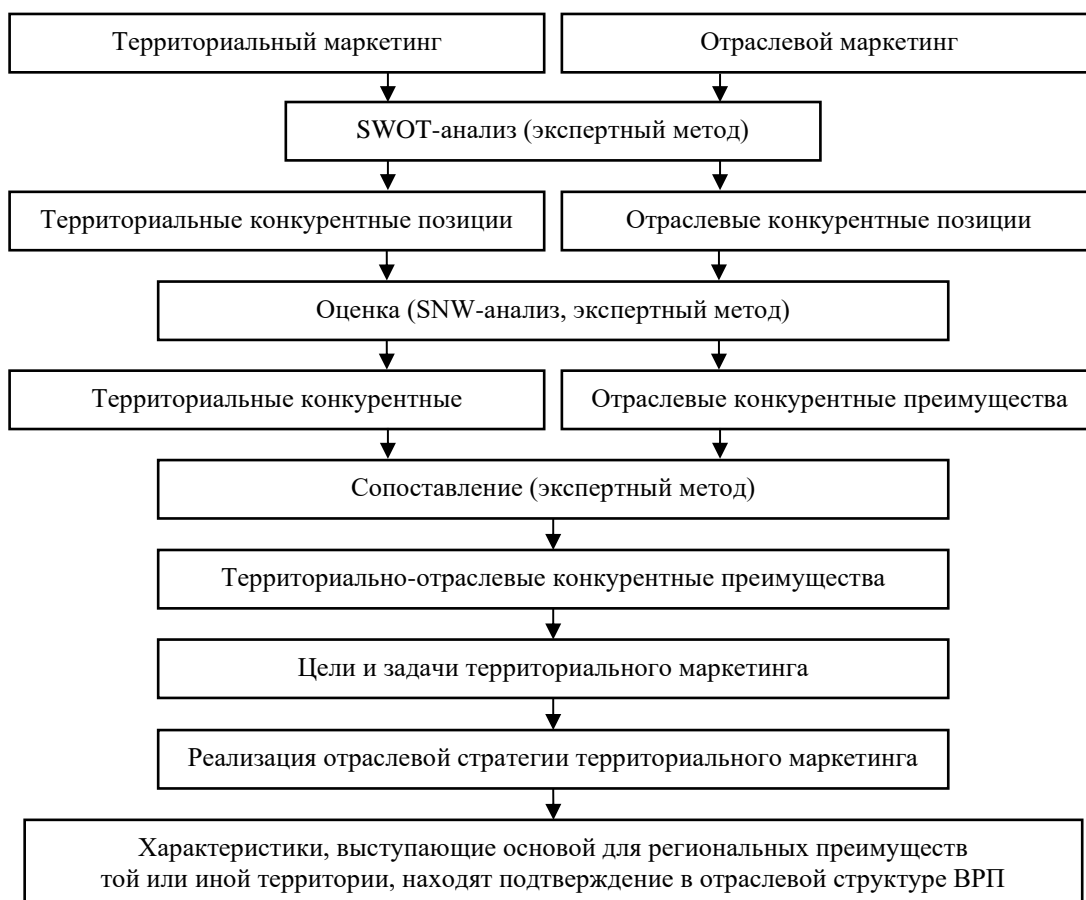 Территориальный маркетинг
Отраслевой маркетинг
SWOT-анализ (экспертный метод)
Территориальные конкурентные позиции
Отраслевые конкурентные позиции
Оценка (SNW-анализ, экспертный метод)
Территориальные конкурентные
Отраслевые конкурентные преимущества
Сопоставление (экспертный метод)
Территориально-отраслевые конкурентные преимущества
Цели и задачи территориального маркетинга
Реализация отраслевой стратегии территориального маркетинга
Характеристики, выступающие основой для региональных преимуществ
той или иной территории, находят подтверждение в отраслевой структуре ВРП